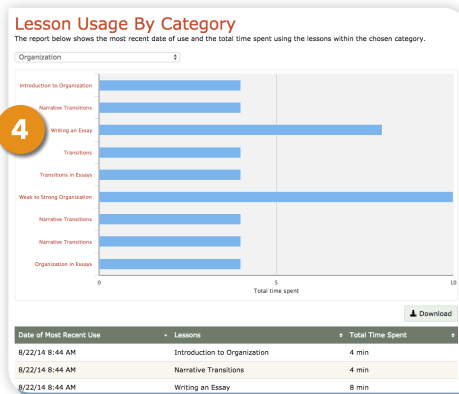 Lesson Usage By Category
The report below shows the most recent date of use and the total time spent using the lessons within the chosen category.
Organization
Introduction to Organization
Narrative Transitions
4
Writing an Essay
Transitions
Transitions in Essays
Weak to Strong Organization
Narrative Transitions
Narrative Transitions
Organization in Essays
0 5 10
Total time spent
Download
Date of Most Recent Use Lessons Total Time Spent
8/22/14 8:44 AM Introduction to Organization 4 min
8/22/14 8:44 AM Narrative Transitions 4 min
8/22/14 8:44 AM Writing an Essay 8 min